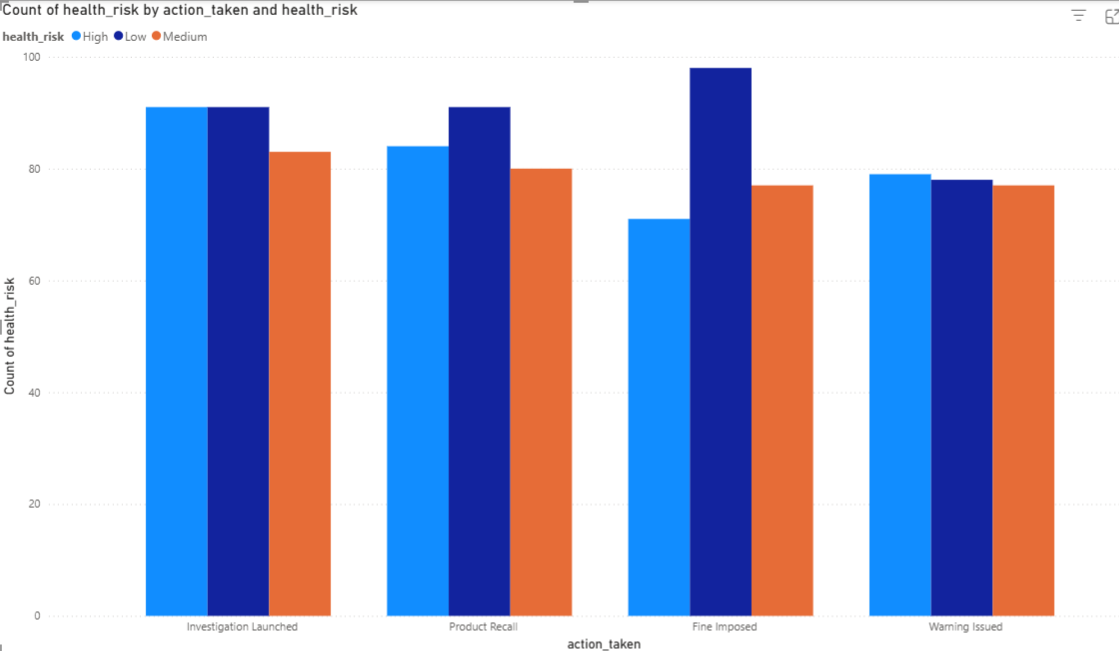 Count of health_risk by action_taken and health_risk
health_risk High Low Medium
100
80
60
40
20
0
Count of health_risk
Investigation Launched Product Recall Fine Imposed Warning Issued
action_taken